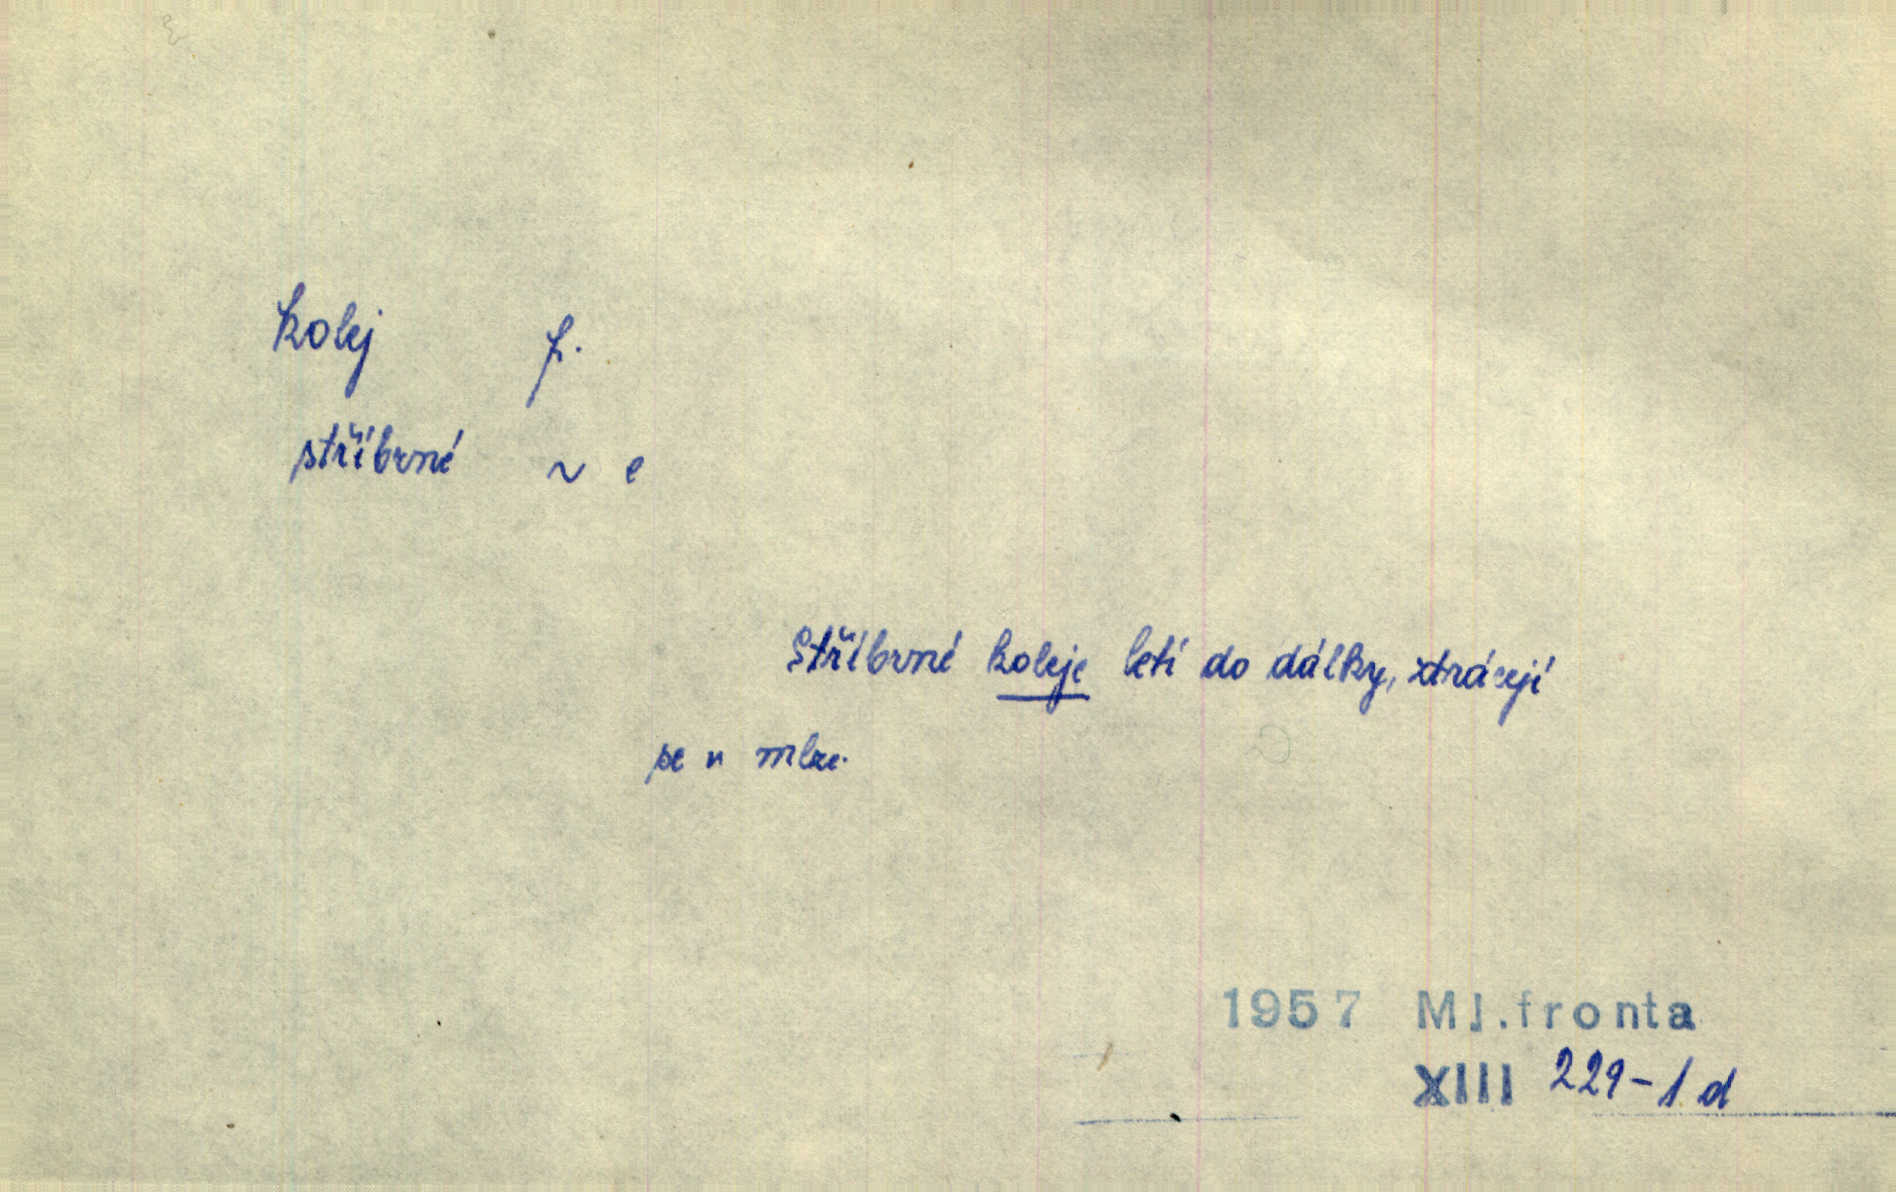 kolej f.
stříbrné ~ e
Stříbrné koleje letí do dálky, ztrácejí
se v mlze.
1957 Ml.fronta
XIII 229-1 d